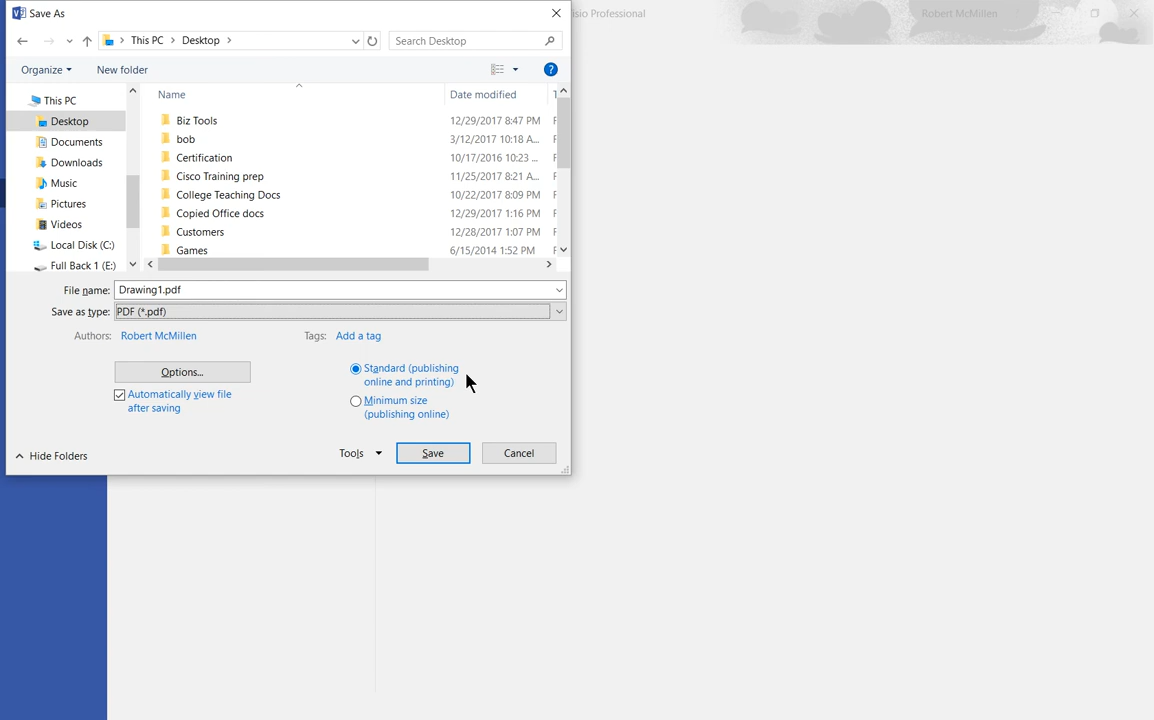 Save As
isio Professional
Robert McMillen
This PC
Desktop
Search Desktop
Organize
New folder
Name
Date modified
This PC
Desktop
Documents
Downloads
Music
Pictures
Videos
Local Disk (C:)
Full Back 1 (E:)
Biz Tools 12/29/2017 8:47 PM F
bob 3/12/2017 10:18 A... F
Certification 10/17/2016 10:23 ... F
Cisco Training prep 11/25/2017 8:21 A... F
College Teaching Docs 10/22/2017 8:09 PM F
Copied Office docs 12/29/2017 1:16 PM F
Customers 12/28/2017 1:07 PM F
Games 6/15/2014 1:52 PM F
File name: Drawing1.pdf
Save as type: PDF (*.pdf)
Authors: Robert McMillen
Tags: Add a tag
Options...
Automatically view file
after saving
Standard (publishing
online and printing)
Minimum size
(publishing online)
Hide Folders
Tools
Save
Cancel